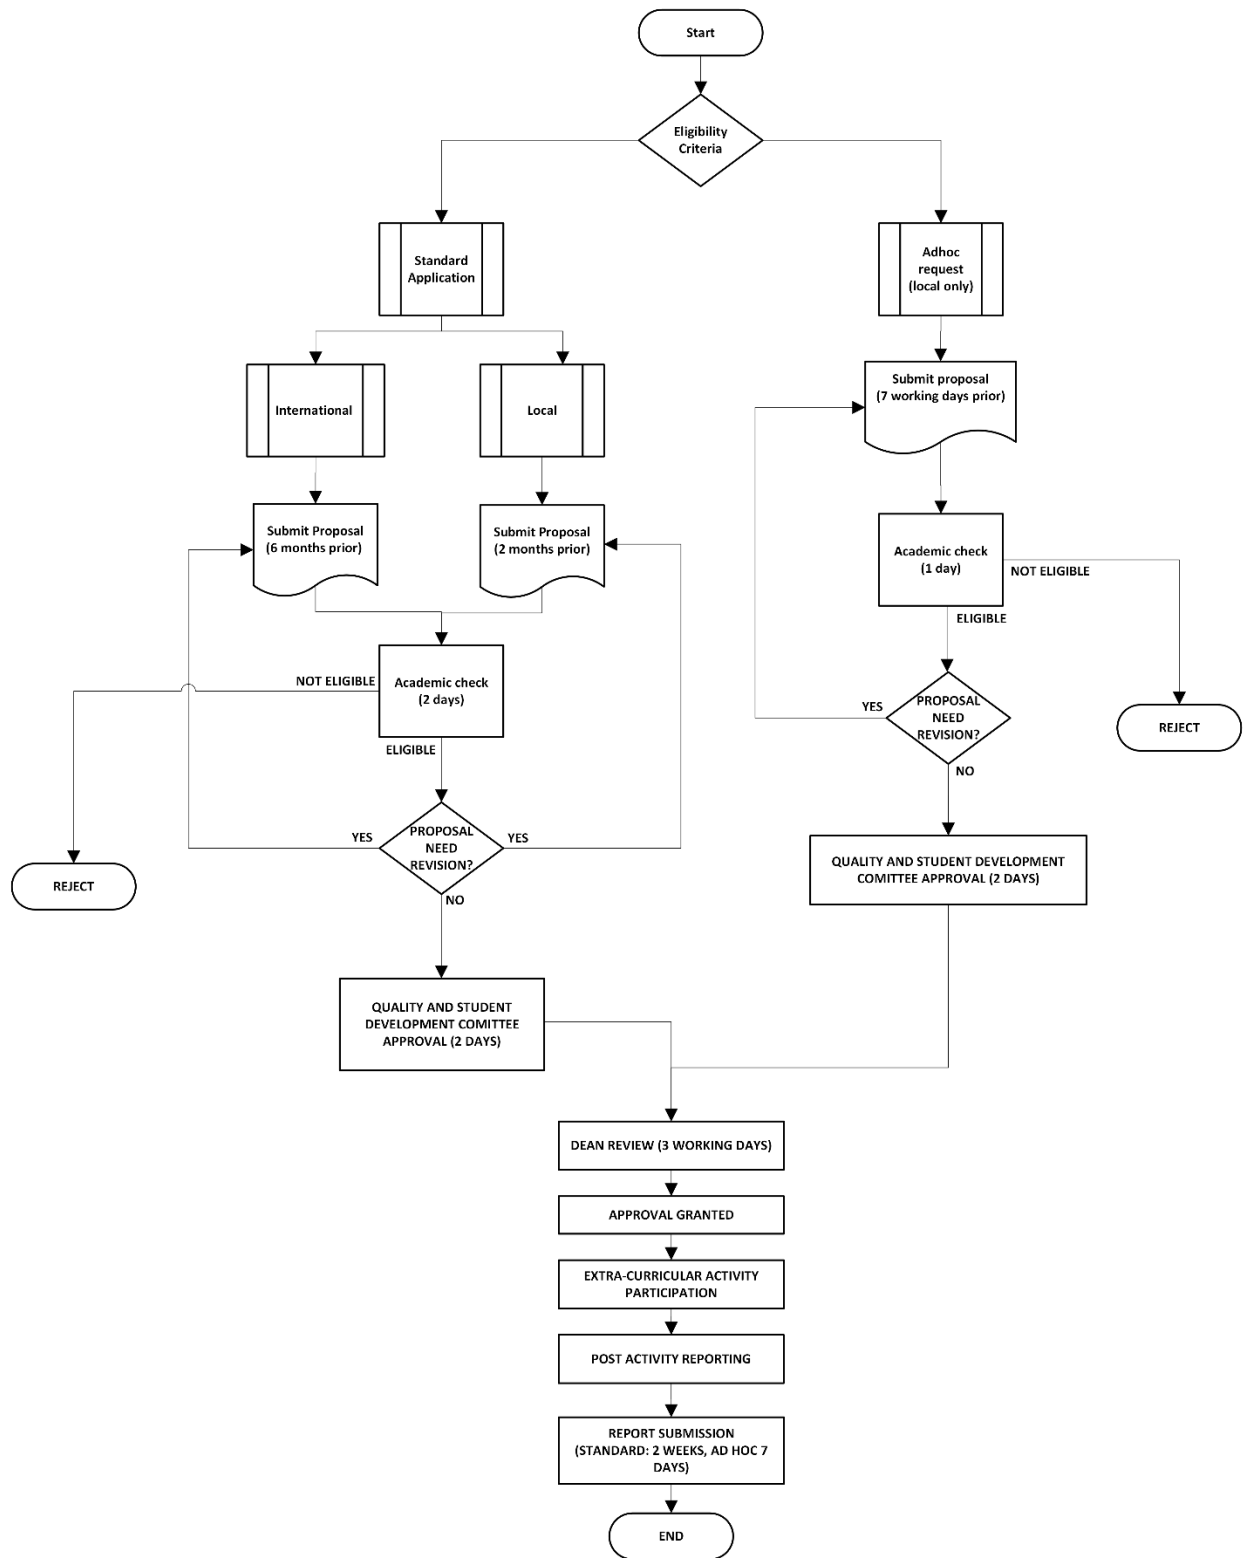 Start
Eligibility
Criteria
Standard
Application
Adhoc
request
(local only)
International
Local
Submit proposal
(7 working days prior)
Submit Proposal
(6 months prior)
Submit Proposal
(2 months prior)
Academic check
(1 day)
NOT ELIGIBLE
ELIGIBLE
NOT ELIGIBLE
Academic check
(2 days)
ELIGIBLE
YES
PROPOSAL
NEED
REVISION?
NO
REJECT
YES
PROPOSAL
NEED
REVISION?
YES
NO
REJECT
QUALITY AND STUDENT DEVELOPMENT
COMITTEE APPROVAL (2 DAYS)
QUALITY AND STUDENT
DEVELOPMENT COMITTEE
APPROVAL (2 DAYS)
DEAN REVIEW (3 WORKING DAYS)
APPROVAL GRANTED
EXTRA-CURRICULAR ACTIVITY
PARTICIPATION
POST ACTIVITY REPORTING
REPORT SUBMISSION
(STANDARD: 2 WEEKS, AD HOC 7
DAYS)
END